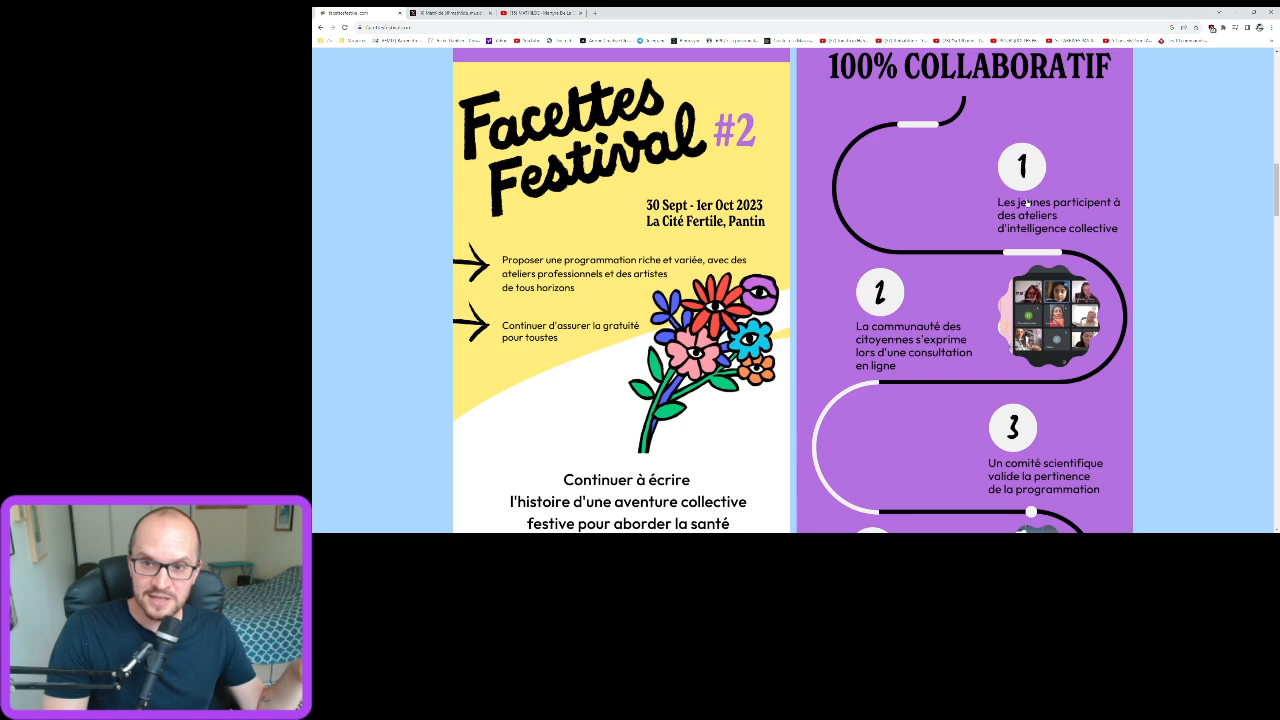 facettesfestival.com
facettesfestival.com
Facettes
Festival
#2
30 Sept - 1er Oct 2023
La Cité Fertile, Pantin
Proposer une programmation riche et variée, avec des
ateliers professionnels et des artistes
de tous horizons
Continuer d'assurer la gratuité
pour toustes
Continuer à écrire
l'histoire d'une aventure collective
festive pour aborder la santé
100% COLLABORATIF
1
Les jeunes participent à
des ateliers
d'intelligence collective
2
La communauté des
citoyennes s'exprime
lors d'une consultation
en ligne
3
Un comité scientifique
valide la pertinence
de la programmation